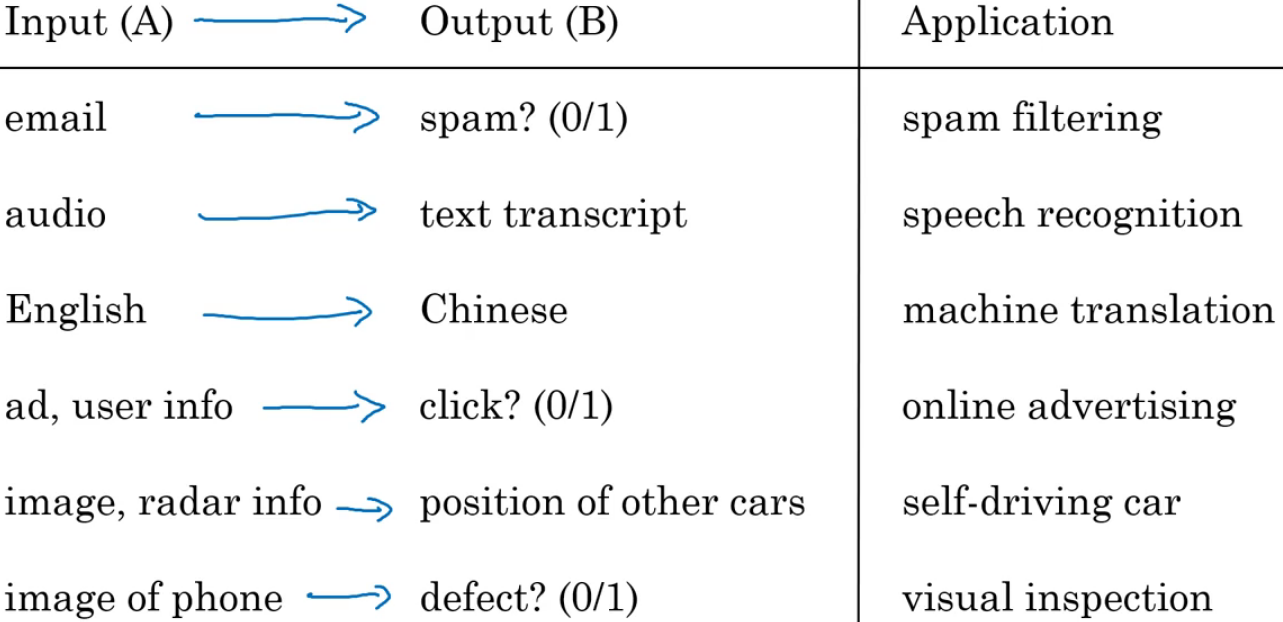 Input (A) Output (B) Application
email spam? (0/1) spam filtering
audio text transcript speech recognition
English Chinese machine translation
ad, user info click? (0/1) online advertising
image, radar info position of other cars self-driving car
image of phone defect? (0/1) visual inspection